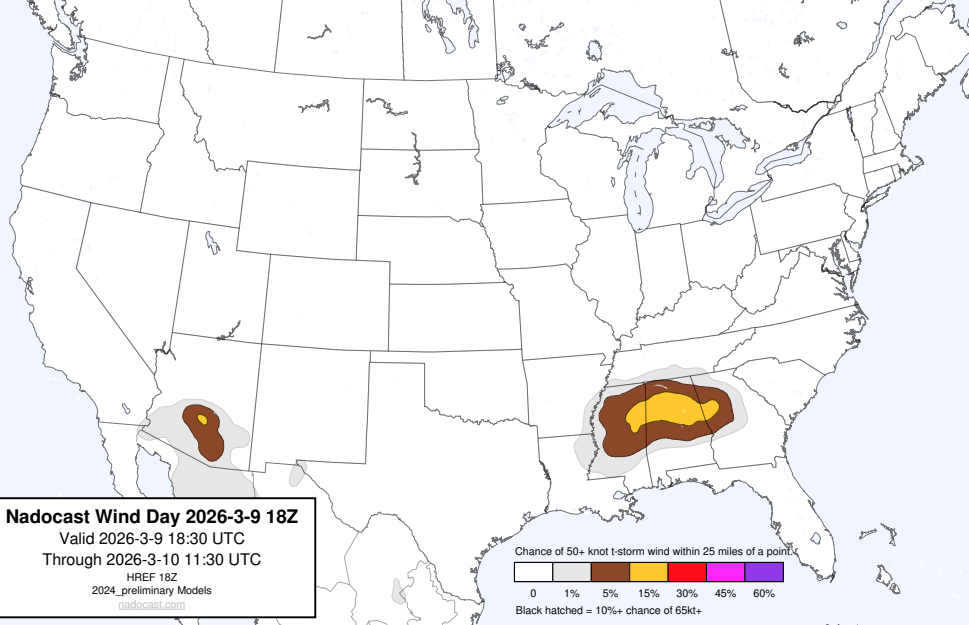 Nadocast Wind Day 2026-3-9 18Z
Valid 2026-3-9 18:30 UTC
Through 2026-3-10 11:30 UTC
HREF 18Z
2024_preliminary Models
nadocast.com
Chance of 50+ knot t-storm wind within 25 miles of a point.
0 1% 5% 15% 30% 45% 60%
Black hatched = 10%+ chance of 65kt+